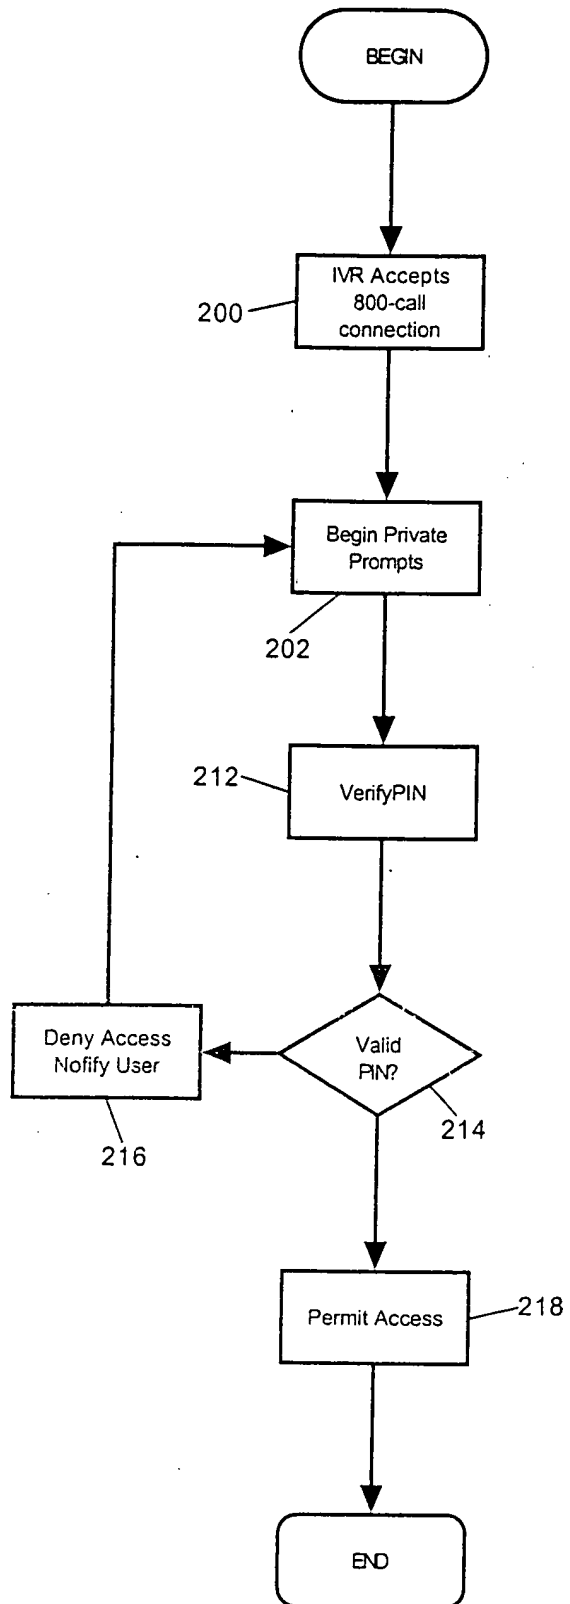 BEGIN
IVR Accepts
800-call
connection
200
Begin Private
Prompts
202
212
VerifyPIN
Valid
PIN?
214
Deny Access
Nofify User
216
Permit Access
218
END